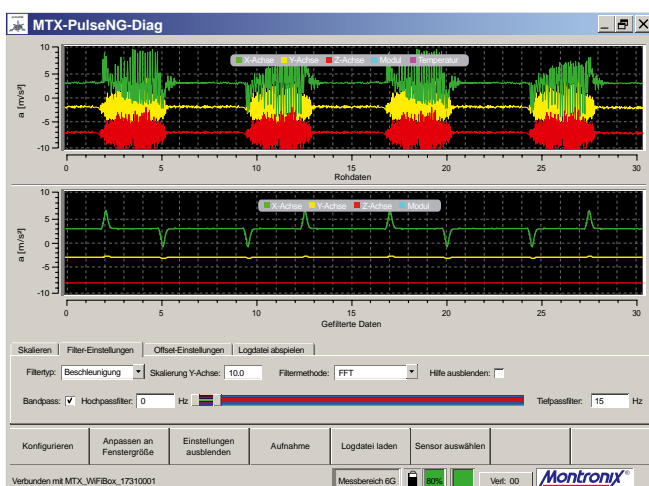 MTX-PulseNG-Diag
X-Achse Y-Achse Z-Achse Modul Temperatur
a [m/s²]
10
5
0
-5
-10
0 5 10 15 20 25 30
Rohdaten
X-Achse Y-Achse Z-Achse Modul
a [m/s²]
10
5
0
-5
-10
0 5 10 15 20 25 30
Gefilterte Daten
Skalieren Filter-Einstellungen Offset-Einstellungen Logdatei abspielen
Filtertyp: Beschleunigung Skalierung Y-Achse: 10.0 Filtermethode: FFT Hilfe ausblenden:
Bandpass: Hochpassfilter: 0 Hz Tiefpassfilter: 15 Hz
Konfigurieren Anpassen an Fenstergröße Einstellungen ausblenden Aufnahme Logdatei laden Sensor auswählen
Verbunden mit MTX_WiFiBox_17310001 Messbereich 6G 80% Verl: 00 Montronix®